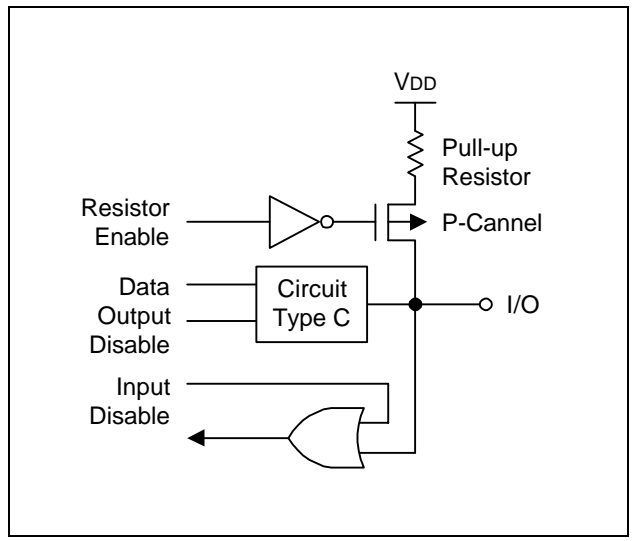 VDD
Pull-up
Resistor
Resistor
Enable
P-Cannel
Data
Output
Disable
Circuit
Type C
I/O
Input
Disable